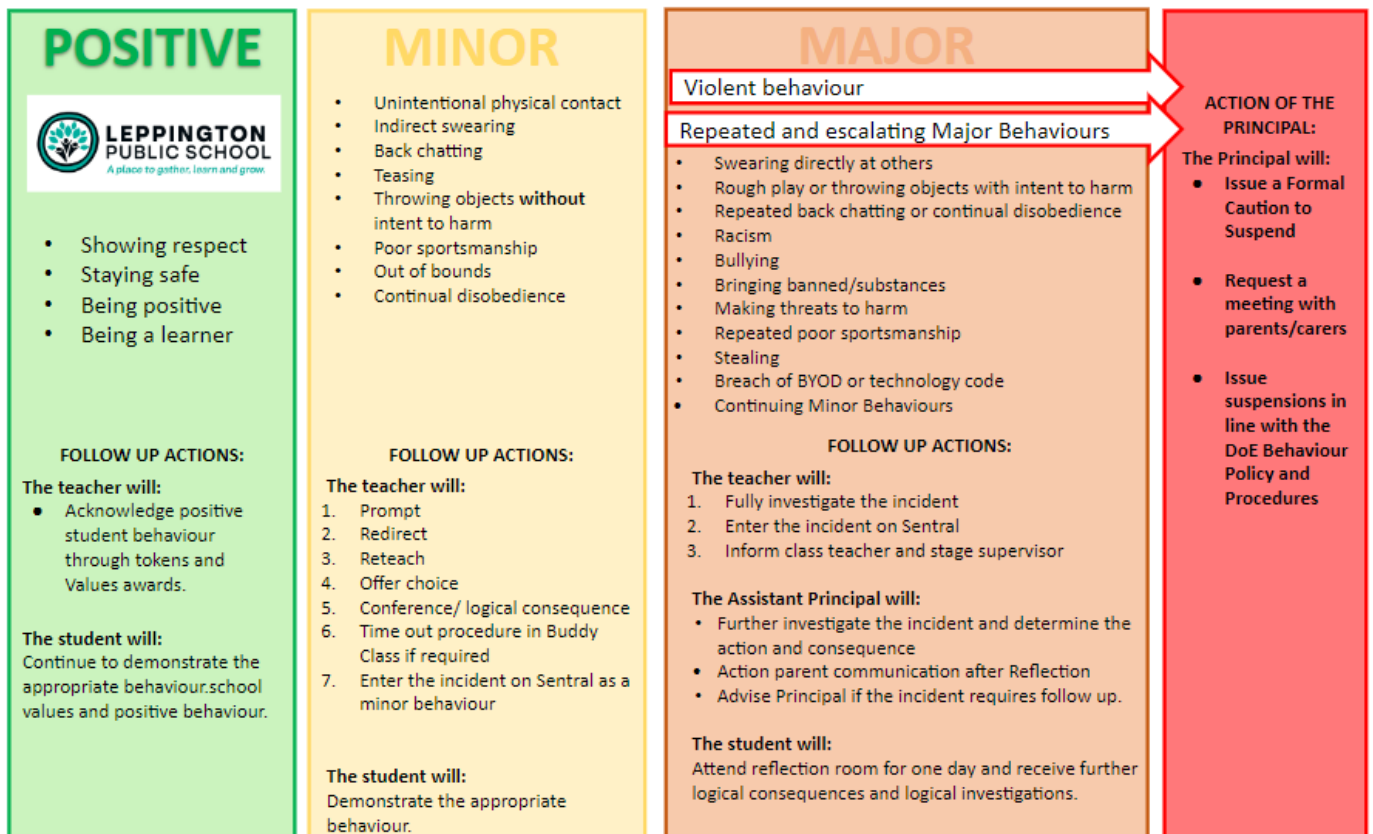 POSITIVE
LEPPINGTON
PUBLIC SCHOOL
A place to gather, learn and grow.
• Showing respect
• Staying safe
• Being positive
• Being a learner
FOLLOW UP ACTIONS:
The teacher will:
● Acknowledge positive
student behaviour
through tokens and
Values awards.
The student will:
Continue to demonstrate the
appropriate behaviour.school
values and positive behaviour.
MINOR
• Unintentional physical contact
• Indirect swearing
• Back chatting
• Teasing
• Throwing objects without
intent to harm
• Poor sportsmanship
• Out of bounds
• Continual disobedience
FOLLOW UP ACTIONS:
The teacher will:
1. Prompt
2. Redirect
3. Reteach
4. Offer choice
5. Conference/ logical consequence
6. Time out procedure in Buddy
Class if required
7. Enter the incident on Sentral as a
minor behaviour
The student will:
Demonstrate the appropriate
behaviour.
MAJOR
Violent behaviour
Repeated and escalating Major Behaviours
• Swearing directly at others
• Rough play or throwing objects with intent to harm
• Repeated back chatting or continual disobedience
• Racism
• Bullying
• Bringing banned/substances
• Making threats to harm
• Repeated poor sportsmanship
• Stealing
• Breach of BYOD or technology code
• Continuing Minor Behaviours
FOLLOW UP ACTIONS:
The teacher will:
1. Fully investigate the incident
2. Enter the incident on Sentral
3. Inform class teacher and stage supervisor
The Assistant Principal will:
• Further investigate the incident and determine the
action and consequence
• Action parent communication after Reflection
• Advise Principal if the incident requires follow up.
The student will:
Attend reflection room for one day and receive further
logical consequences and logical investigations.
ACTION OF THE
PRINCIPAL:
The Principal will:
● Issue a Formal
Caution to
Suspend
● Request a
meeting with
parents/carers
● Issue
suspensions in
line with the
DoE Behaviour
Policy and
Procedures